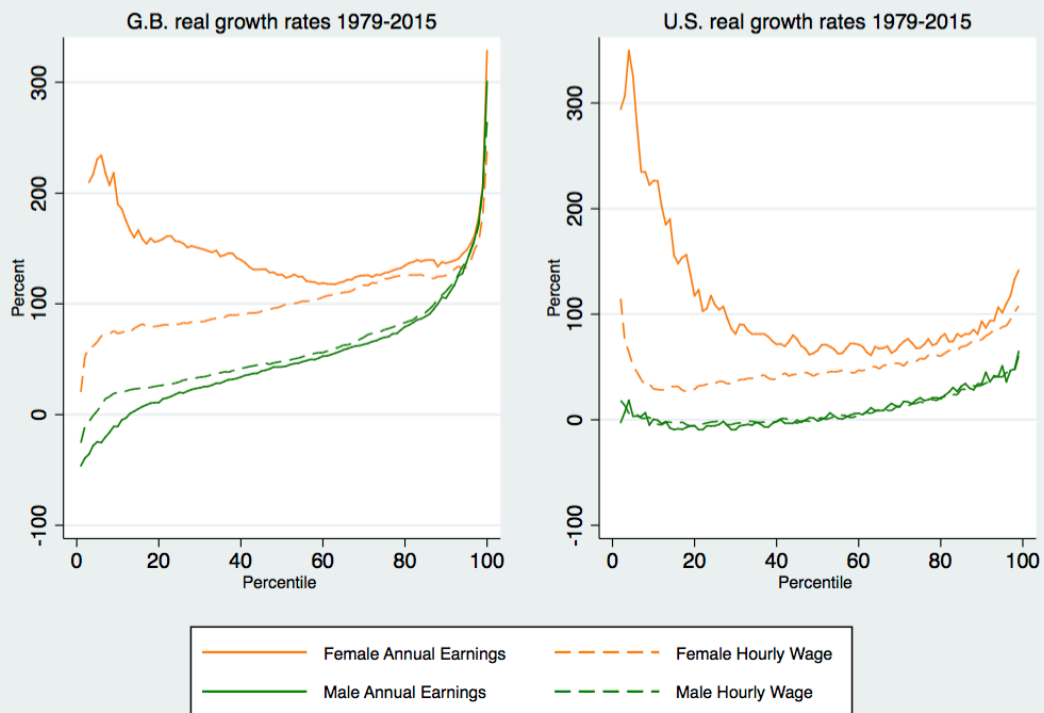 G.B. real growth rates 1979-2015
300
200
100
0
-100
Percent
0 20 40 60 80 100
Percentile
U.S. real growth rates 1979-2015
300
200
100
0
-100
Percent
0 20 40 60 80 100
Percentile
Female Annual Earnings
Female Hourly Wage
Male Annual Earnings
Male Hourly Wage